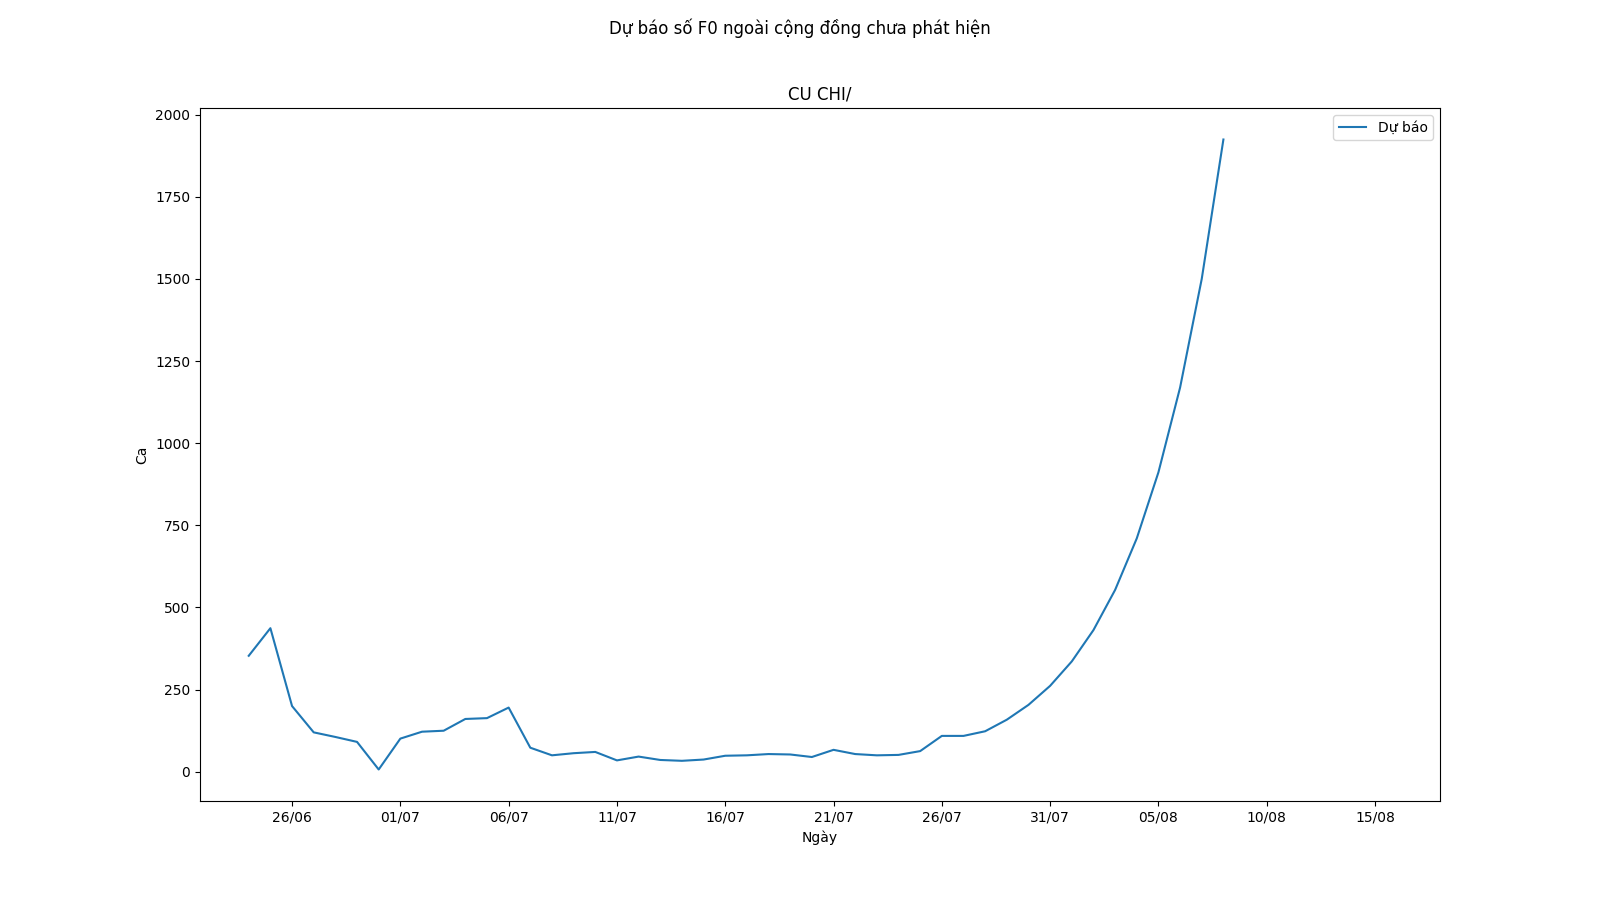 Dự báo số F0 ngoài cộng đồng chưa phát hiện
CU CHI/
Dự báo
2000
1750
1500
1250
1000
750
500
250
0
Ca
26/06 01/07 06/07 11/07 16/07 21/07 26/07 31/07 05/08 10/08 15/08
Ngày